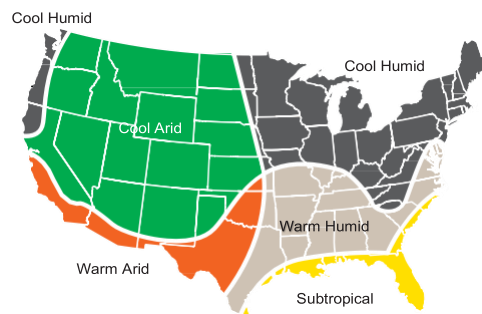 Cool Humid
Cool Humid
Cool Arid
Warm Humid
Warm Arid
Subtropical